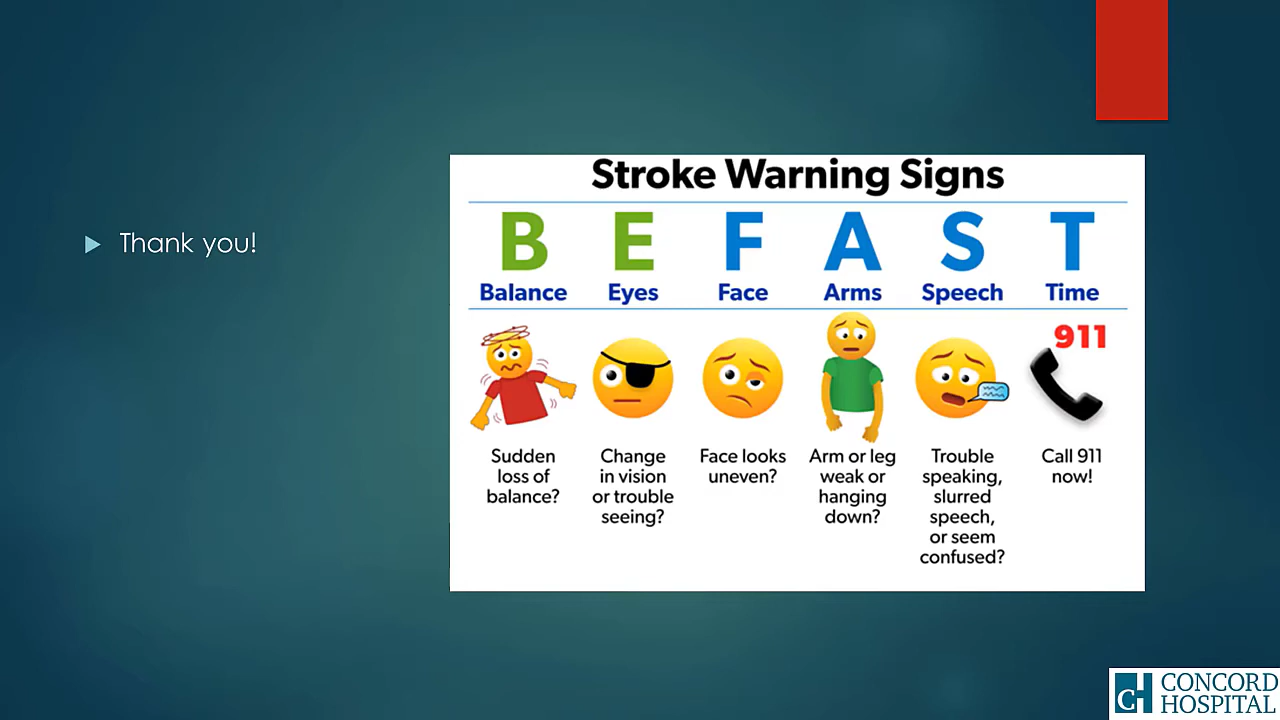 Thank you!
Stroke Warning Signs
B E F A S T
Balance Eyes Face Arms Speech Time
911
Sudden
loss of
balance?
Change
in vision
or trouble
seeing?
Face looks
uneven?
Arm or leg
weak or
hanging
down?
Trouble
speaking,
slurred
speech,
or seem
confused?
Call 911
now!
CH
CONCORD
HOSPITAL